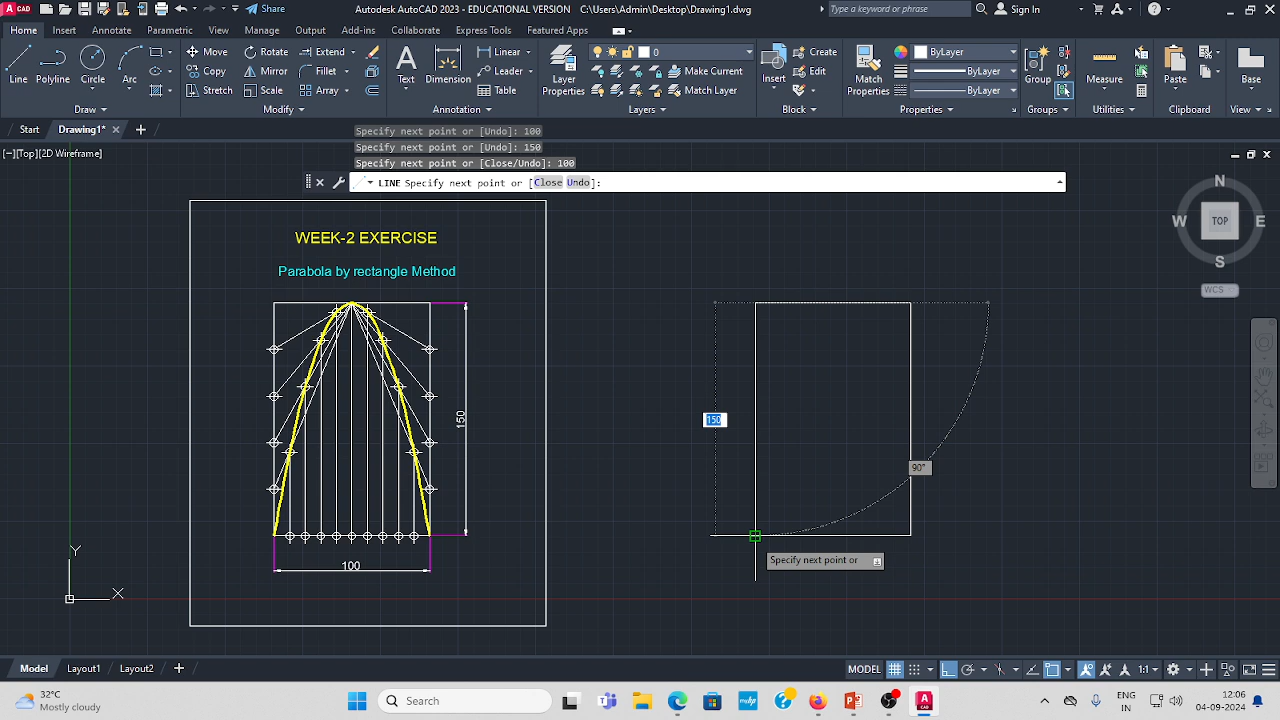 A CAD
Share
Autodesk AutoCAD 2023 - EDUCATIONAL VERSION C:\Users\Admin\Desktop\Drawing1.dwg
Type a keyword or phrase
Sign In
Home Insert Annotate Parametric View Manage Output Add-ins Collaborate Express Tools Featured Apps
Line Polyline Circle Arc
Move Rotate Extend
Copy Mirror Fillet
Stretch Scale Array
Text Dimension
Linear
Leader
Table
Layer Properties
0
Make Current
Match Layer
Insert
Create
Edit
Match Properties
ByLayer
ByLayer
ByLayer
Group
Measure
Paste
Base
Draw Modify Annotation Layers Block Properties Groups Utilities Clipboard View
Start Drawing1*
Specify next point or [Undo]: 100
[−][Top][2D Wireframe]
Specify next point or [Undo]: 150
Specify next point or [Close/Undo]: 100
LINE Specify next point or [Close Undo]:
WEEK-2 EXERCISE
Parabola by rectangle Method
150
100
150
90°
Specify next point or
N
W TOP E
S
WCS
Y
X
Model Layout1 Layout2
MODEL
1:1
32°C
Mostly cloudy
Search
CAD
ENG
IN
12:06
04-09-2024